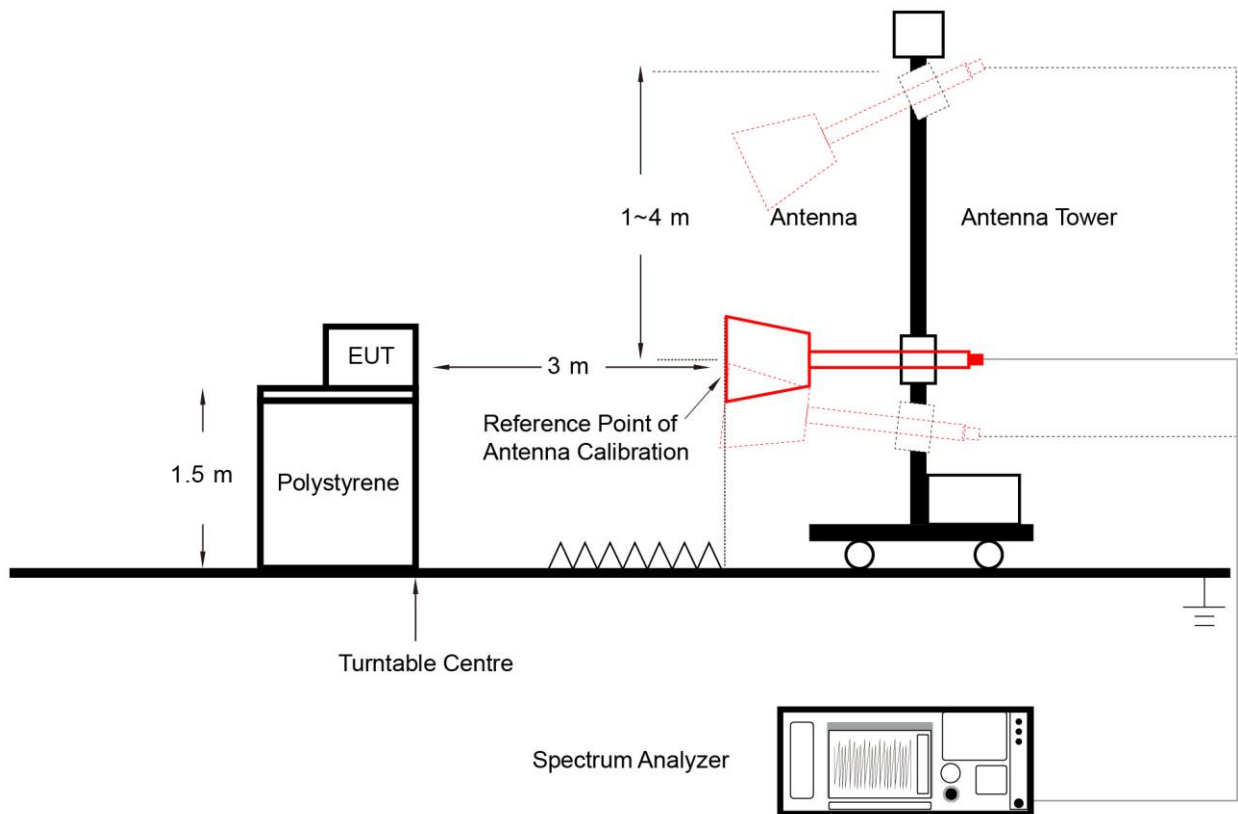 1~4 m
Antenna
Antenna Tower
EUT
3 m
Reference Point of
Antenna Calibration
1.5 m
Polystyrene
Turntable Centre
Spectrum Analyzer